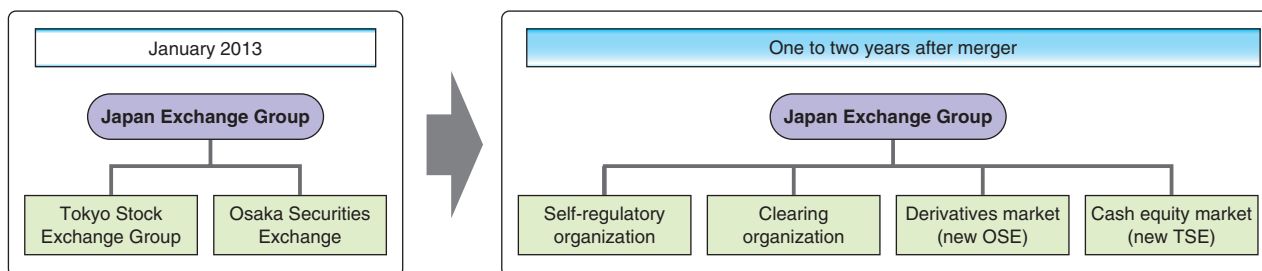 January 2013
Japan Exchange Group
Tokyo Stock
Exchange Group
Osaka Securities
Exchange
One to two years after merger
Japan Exchange Group
Self-regulatory
organization
Clearing
organization
Derivatives market
(new OSE)
Cash equity market
(new TSE)